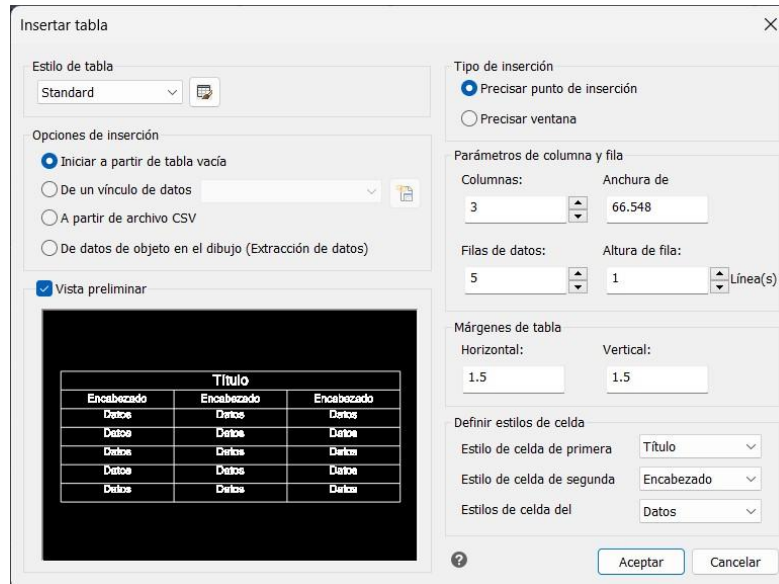 Insertar tabla
Estilo de tabla
Standard
Opciones de inserción
Iniciar a partir de tabla vacía
De un vínculo de datos
A partir de archivo CSV
De datos de objeto en el dibujo (Extracción de datos)
Vista preliminar
Título
Encabezado Encabezado Encabezado
Datos Datos Datos
Datos Datos Datos
Datos Datos Datos
Datos Datos Datos
Datos Datos Datos
Tipo de inserción
Precisar punto de inserción
Precisar ventana
Parámetros de columna y fila
Columnas: Anchura de
3 66.548
Filas de datos: Altura de fila:
5 1 Línea(s)
Márgenes de tabla
Horizontal: Vertical:
1.5 1.5
Definir estilos de celda
Estilo de celda de primera Título
Estilo de celda de segunda Encabezado
Estilos de celda del Datos
Aceptar Cancelar